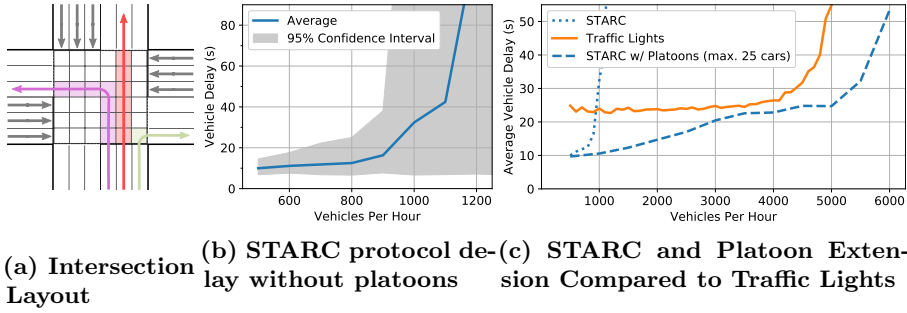 80
60
40
20
0
Vehicle Delay (s)
Average
95% Confidence Interval
600
800
1000
1200
Vehicles Per Hour
50
40
30
20
10
0
Average Vehicle Delay (s)
STARC
Traffic Lights
STARC w/ Platoons (max. 25 cars)
1000
2000
3000
4000
5000
6000
Vehicles Per Hour
(a) Intersection
Layout
(b) STARC protocol de-
lay without platoons
(c) STARC and Platoon Exten-
sion Compared to Traffic Lights